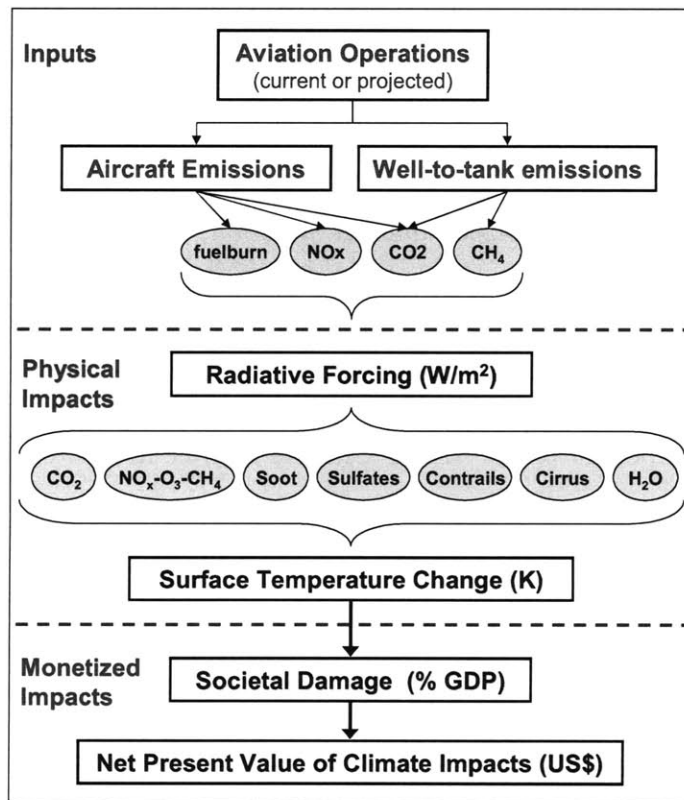 Inputs
Aviation Operations
(current or projected)
Aircraft Emissions
Well-to-tank emissions
fuelburn
NOx
CO2
CH₄
Physical
Impacts
Radiative Forcing (W/m²)
CO₂
NOₓ-O₃-CH₄
Soot
Sulfates
Contrails
Cirrus
H₂O
Surface Temperature Change (K)
Monetized
Impacts
Societal Damage (% GDP)
Net Present Value of Climate Impacts (US$)